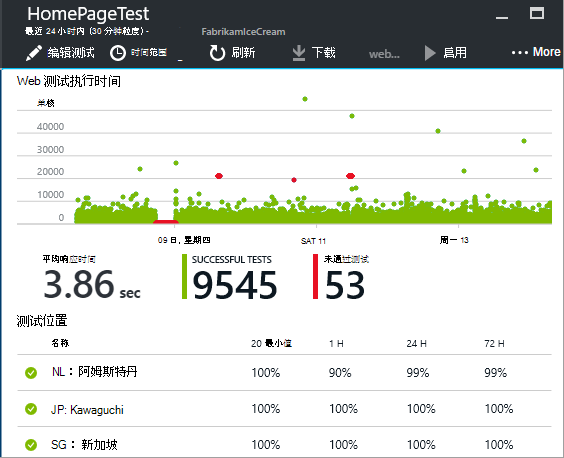 HomePageTest
最近 24 小时内 (30 分钟粒度) -
FabrikamIceCream
编辑测试 时间范围 刷新 下载 web... 启用 ••• More
Web 测试执行时间
40000
30000
20000
10000
0
09 日, 星期四 SAT 11 周一 13
平均响应时间 SUCCESSFUL TESTS 未通过测试
3.86 sec 9545 53
测试位置
名称 20 最小值 1 H 24 H 72 H
NL： 阿姆斯特丹 100% 90% 99% 99%
JP: Kawaguchi 100% 100% 100% 100%
SG： 新加坡 100% 100% 100% 100%